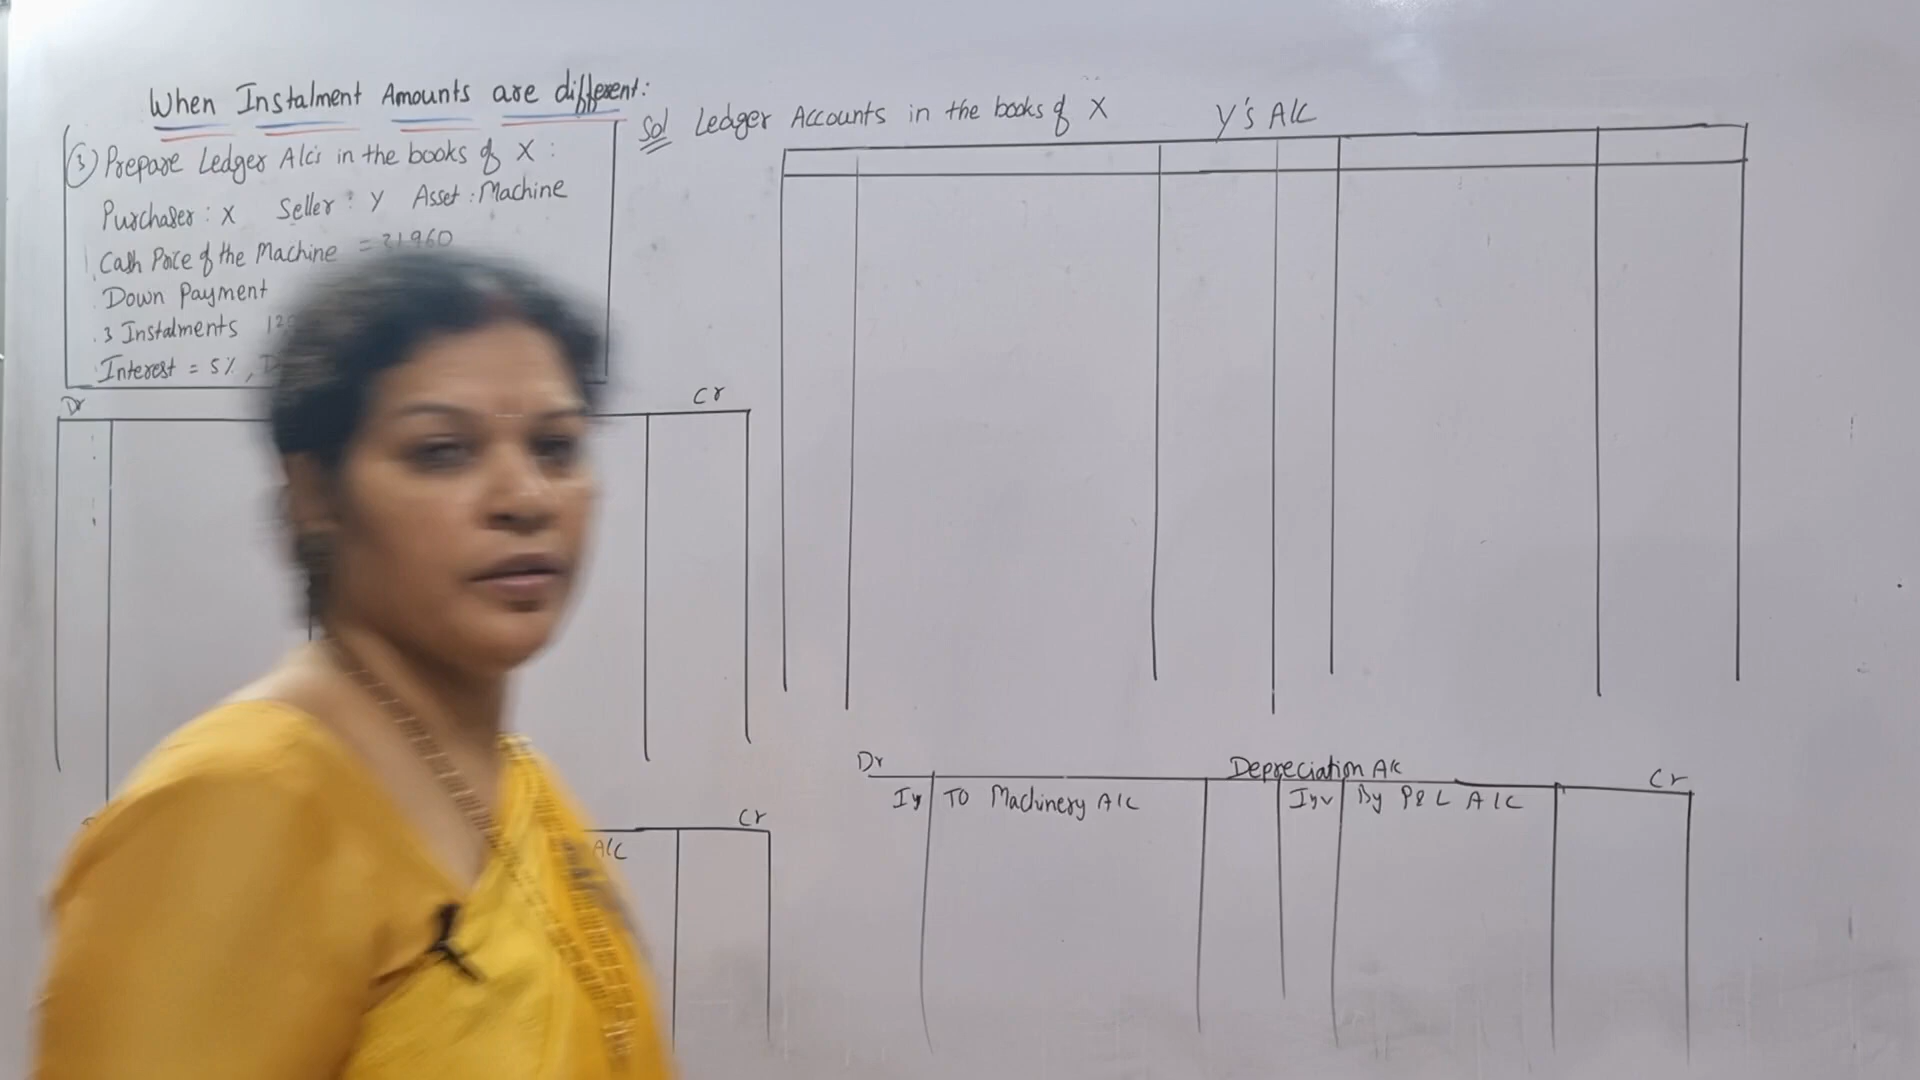 When Instalment Amounts are different:
③ Prepare Ledger A/c's in the books of X :
Purchaser : X Seller : Y Asset : Machine
Cash Price of the Machine = 31960
Down Payment
3 Instalments
Interest = 5%,
Dr
Cr
Cr
A/C
Sol Ledger Accounts in the books of X
Y's A/C
Dr Depreciation A/c Cr
Iy TO Machinery A/C Iyr By P&L A/C